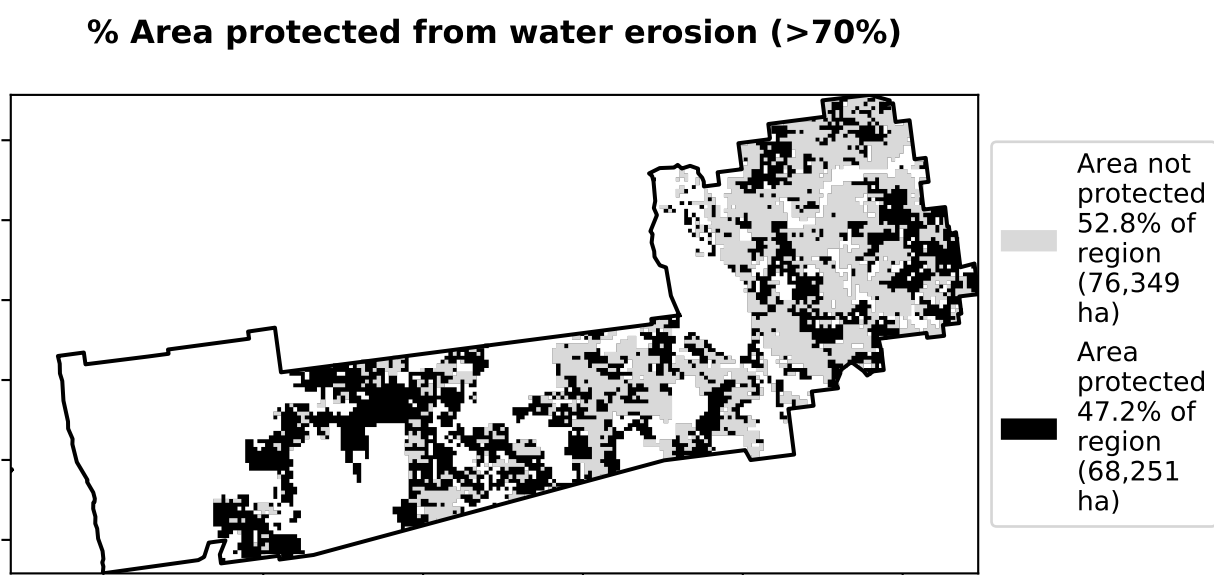 % Area protected from water erosion (>70%)
Area not
protected
52.8% of
region
(76,349
ha)
Area
protected
47.2% of
region
(68,251
ha)